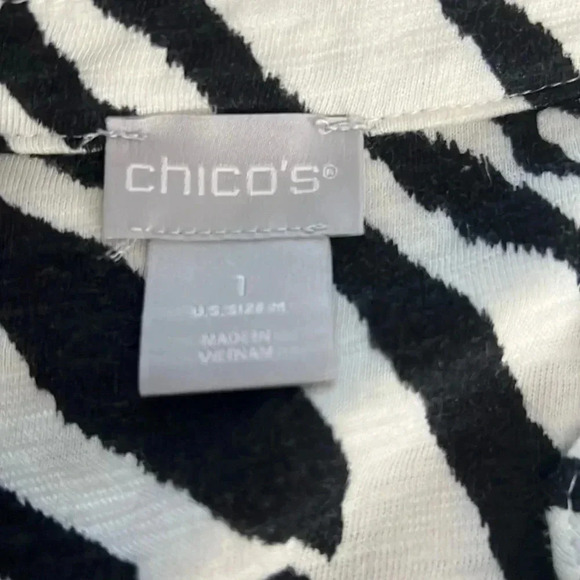 chico's®
1
U.S. SIZE-M
MADE IN
VIETNAM